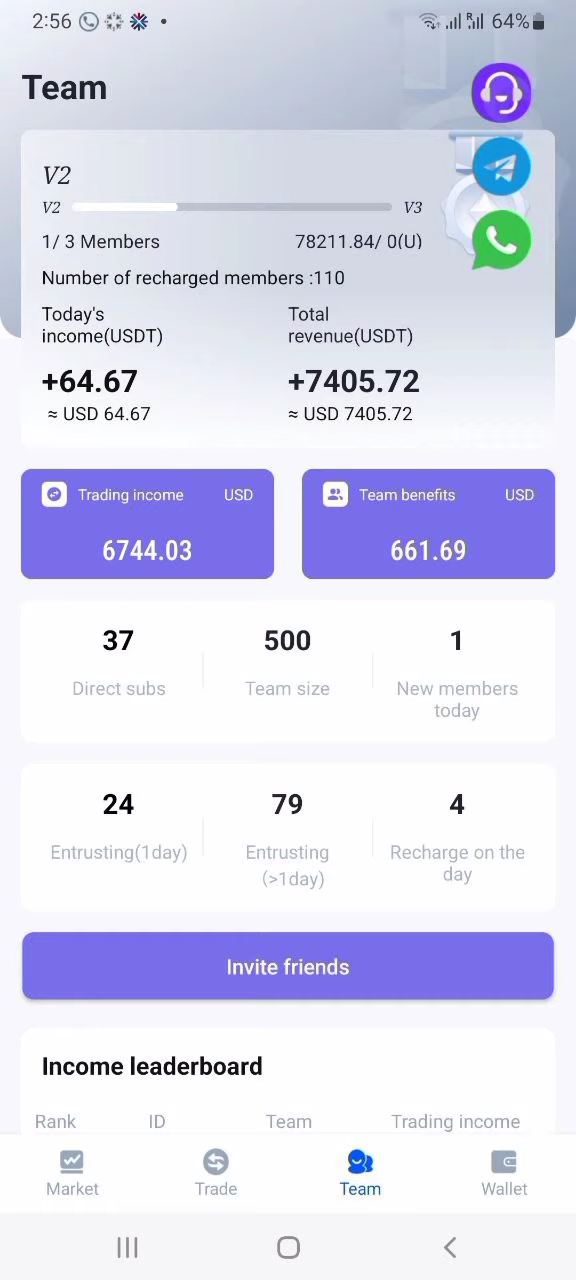 2:56
64%
Team
V2
V2
V3
1/ 3 Members
78211.84/ 0(U)
Number of recharged members :110
Today's
income(USDT)
Total
revenue(USDT)
+64.67
+7405.72
≈ USD 64.67
≈ USD 7405.72
Trading income
USD
Team benefits
USD
6744.03
661.69
37
500
1
Direct subs
Team size
New members
today
24
79
4
Entrusting(1day)
Entrusting
(>1day)
Recharge on the
day
Invite friends
Income leaderboard
Rank
ID
Team
Trading income
Market
Trade
Team
Wallet